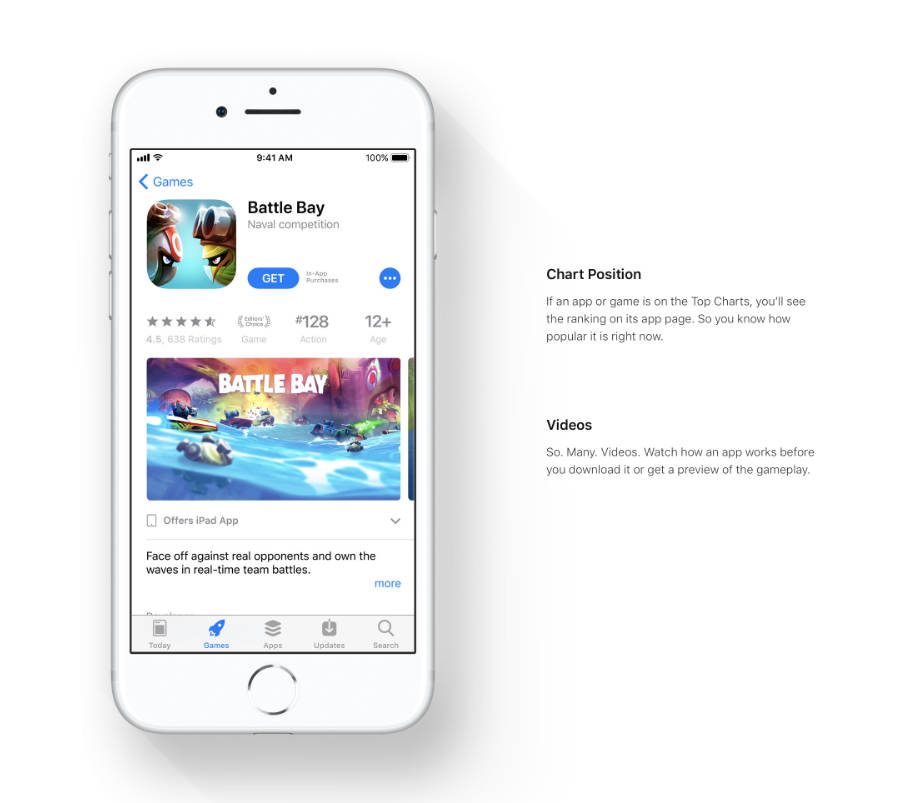 9:41 AM
100%
Games
Battle Bay
Naval competition
GET
In-App
Purchases
Editors'
Choice
#128
12+
4.5, 638 Ratings
Game
Action
Age
BATTLE BAY
Offers iPad App
Face off against real opponents and own the
waves in real-time team battles.
more
Today
Games
Apps
Updates
Search
Chart Position
If an app or game is on the Top Charts, you'll see
the ranking on its app page. So you know how
popular it is right now.
Videos
So. Many. Videos. Watch how an app works before
you download it or get a preview of the gameplay.